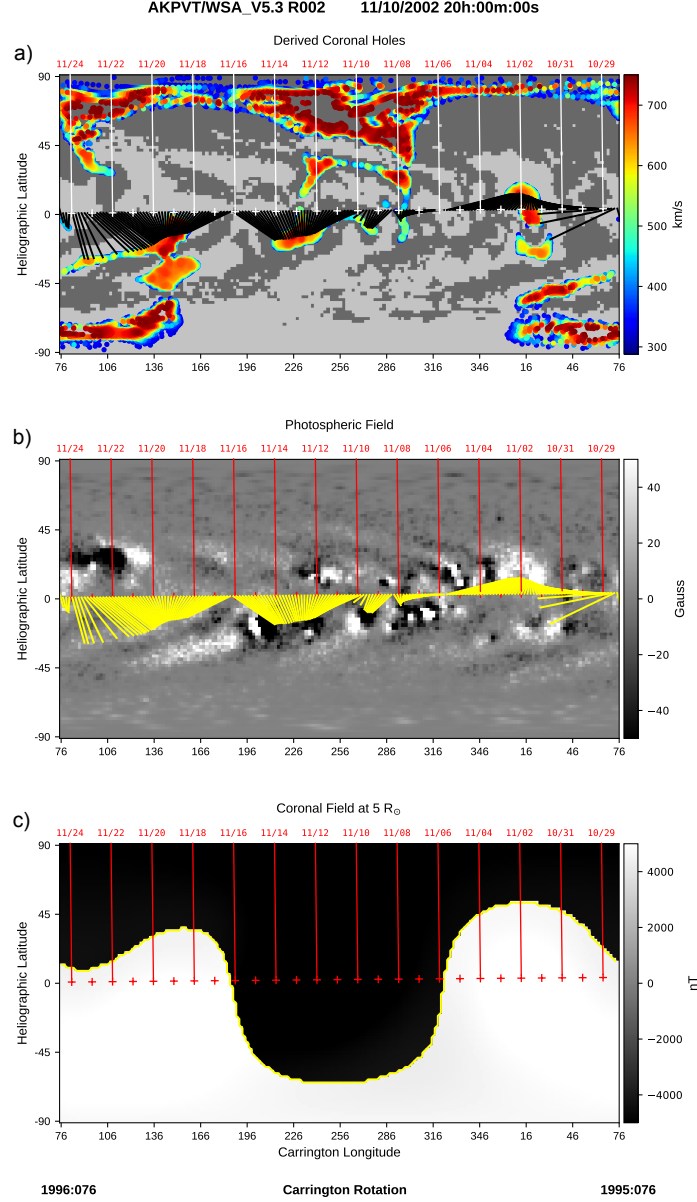 AKPVT/WSA_V5.3 R002 11/10/2002 20h:00m:00s
a)
Derived Coronal Holes
11/24 11/22 11/20 11/18 11/16 11/14 11/12 11/10 11/08 11/06 11/04 11/02 10/31 10/29
90
45
0
-45
-90
Heliographic Latitude
76 106 136 166 196 226 256 286 316 346 16 46 76
700
600
500
400
300
km/s
b)
Photospheric Field
11/24 11/22 11/20 11/18 11/16 11/14 11/12 11/10 11/08 11/06 11/04 11/02 10/31 10/29
90
45
0
-45
-90
Heliographic Latitude
76 106 136 166 196 226 256 286 316 346 16 46 76
40
20
0
−20
−40
Gauss
c)
Coronal Field at 5 R☉
11/24 11/22 11/20 11/18 11/16 11/14 11/12 11/10 11/08 11/06 11/04 11/02 10/31 10/29
90
45
0
-45
-90
Heliographic Latitude
76 106 136 166 196 226 256 286 316 346 16 46 76
Carrington Longitude
4000
2000
0
−2000
−4000
nT
1996:076 Carrington Rotation 1995:076